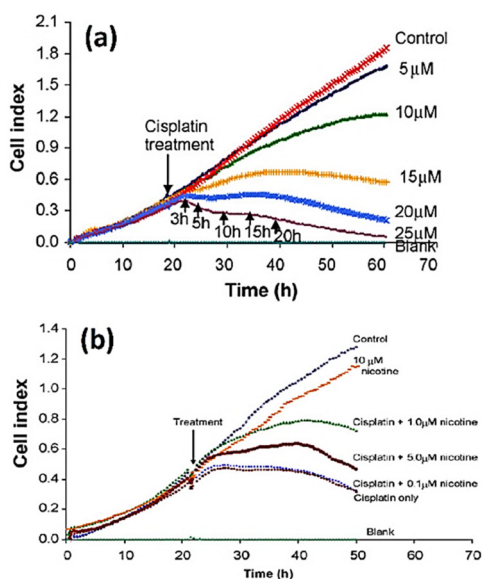 (a)
2.1
1.8
1.5
1.2
0.9
0.6
0.3
0.0
Cell index
Cisplatin
treatment
3h
5h
10h
15h
20h
Control
5µM
10µM
15µM
20µM
25µM
Blank
0
10
20
30
40
50
60
70
Time (h)
(b)
1.4
1.2
1.0
0.8
0.6
0.4
0.2
0.0
Cell index
Treatment
Control
10 µM
nicotine
Cisplatin + 1.0µM nicotine
Cisplatin + 5.0µM nicotine
Cisplatin + 0.1µM nicotine
Cisplatin only
Blank
0
10
20
30
40
50
60
70
Time (h)